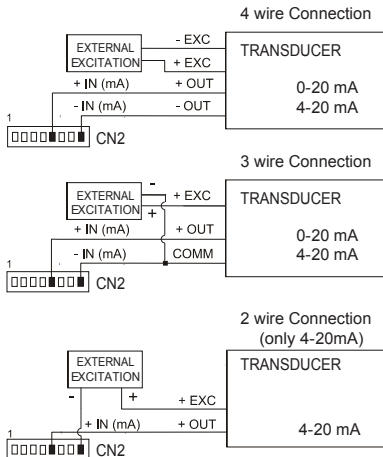 4 wire Connection
EXTERNAL
EXCITATION
- EXC
+ EXC
TRANSDUCER
+ IN (mA)
+ OUT
0-20 mA
- IN (mA)
- OUT
4-20 mA
1
CN2
3 wire Connection
EXTERNAL
EXCITATION
-
+
+ EXC
TRANSDUCER
+ IN (mA)
+ OUT
0-20 mA
- IN (mA)
COMM
4-20 mA
1
CN2
2 wire Connection
(only 4-20mA)
EXTERNAL
EXCITATION
TRANSDUCER
-
+
+ EXC
+ IN (mA)
+ OUT
4-20 mA
1
CN2